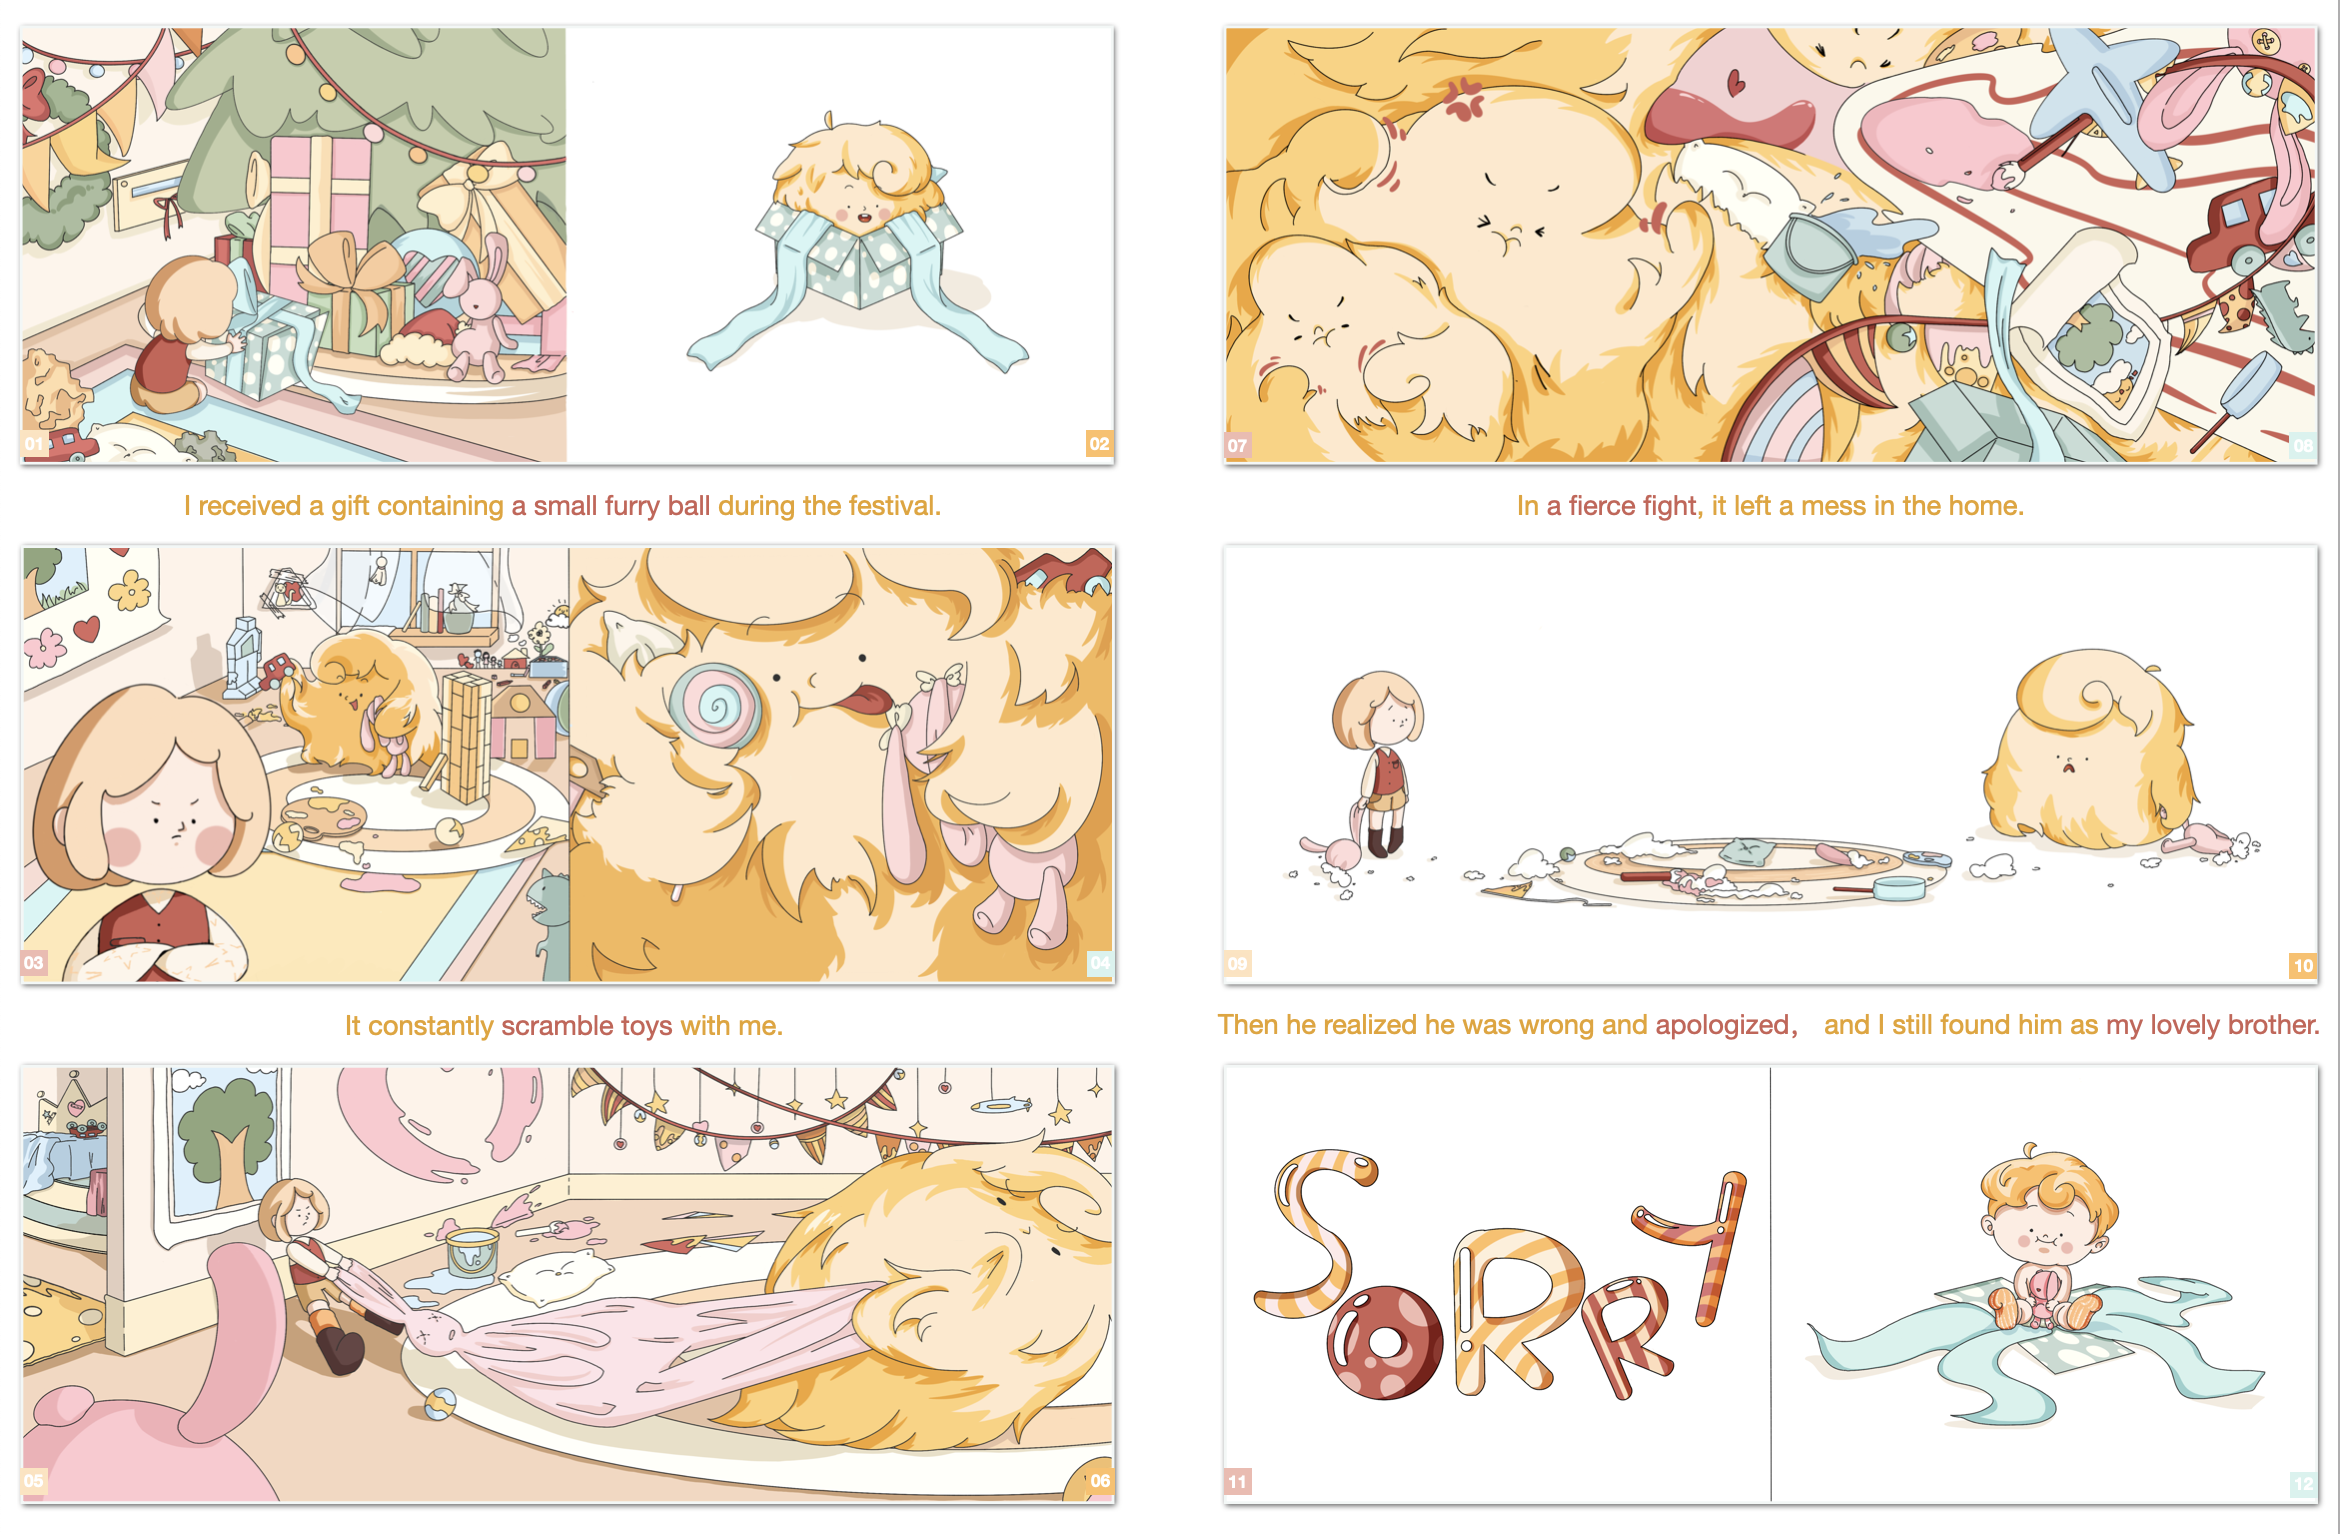 01
02
I received a gift containing a small furry ball during the festival.
03
04
It constantly scramble toys with me.
05
06
07
08
In a fierce fight, it left a mess in the home.
09
10
Then he realized he was wrong and apologized, and I still found him as my lovely brother.
SORRY
11
12